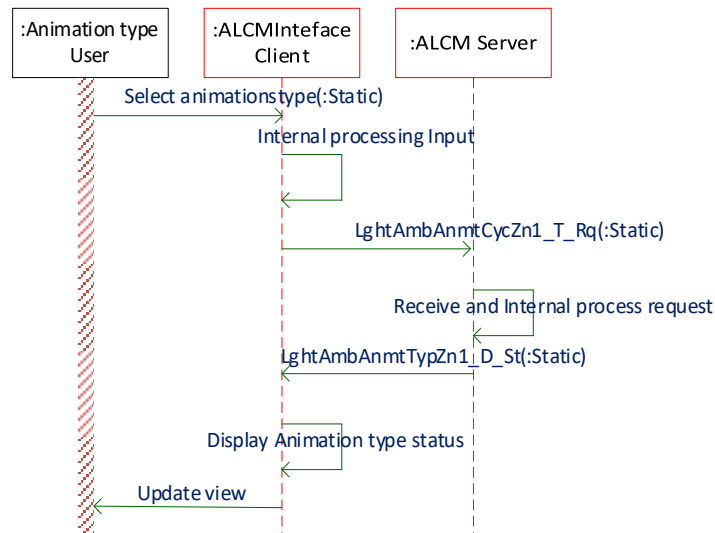 :Animation type
User
:ALCMInteface
Client
:ALCM Server
Select animationstype(:Static)
Internal processing Input
LghtAmbAnmtCycZn1_T_Rq(:Static)
Receive and Internal process request
LghtAmbAnmtTypZn1_D_St(:Static)
Display Animation type status
Update view